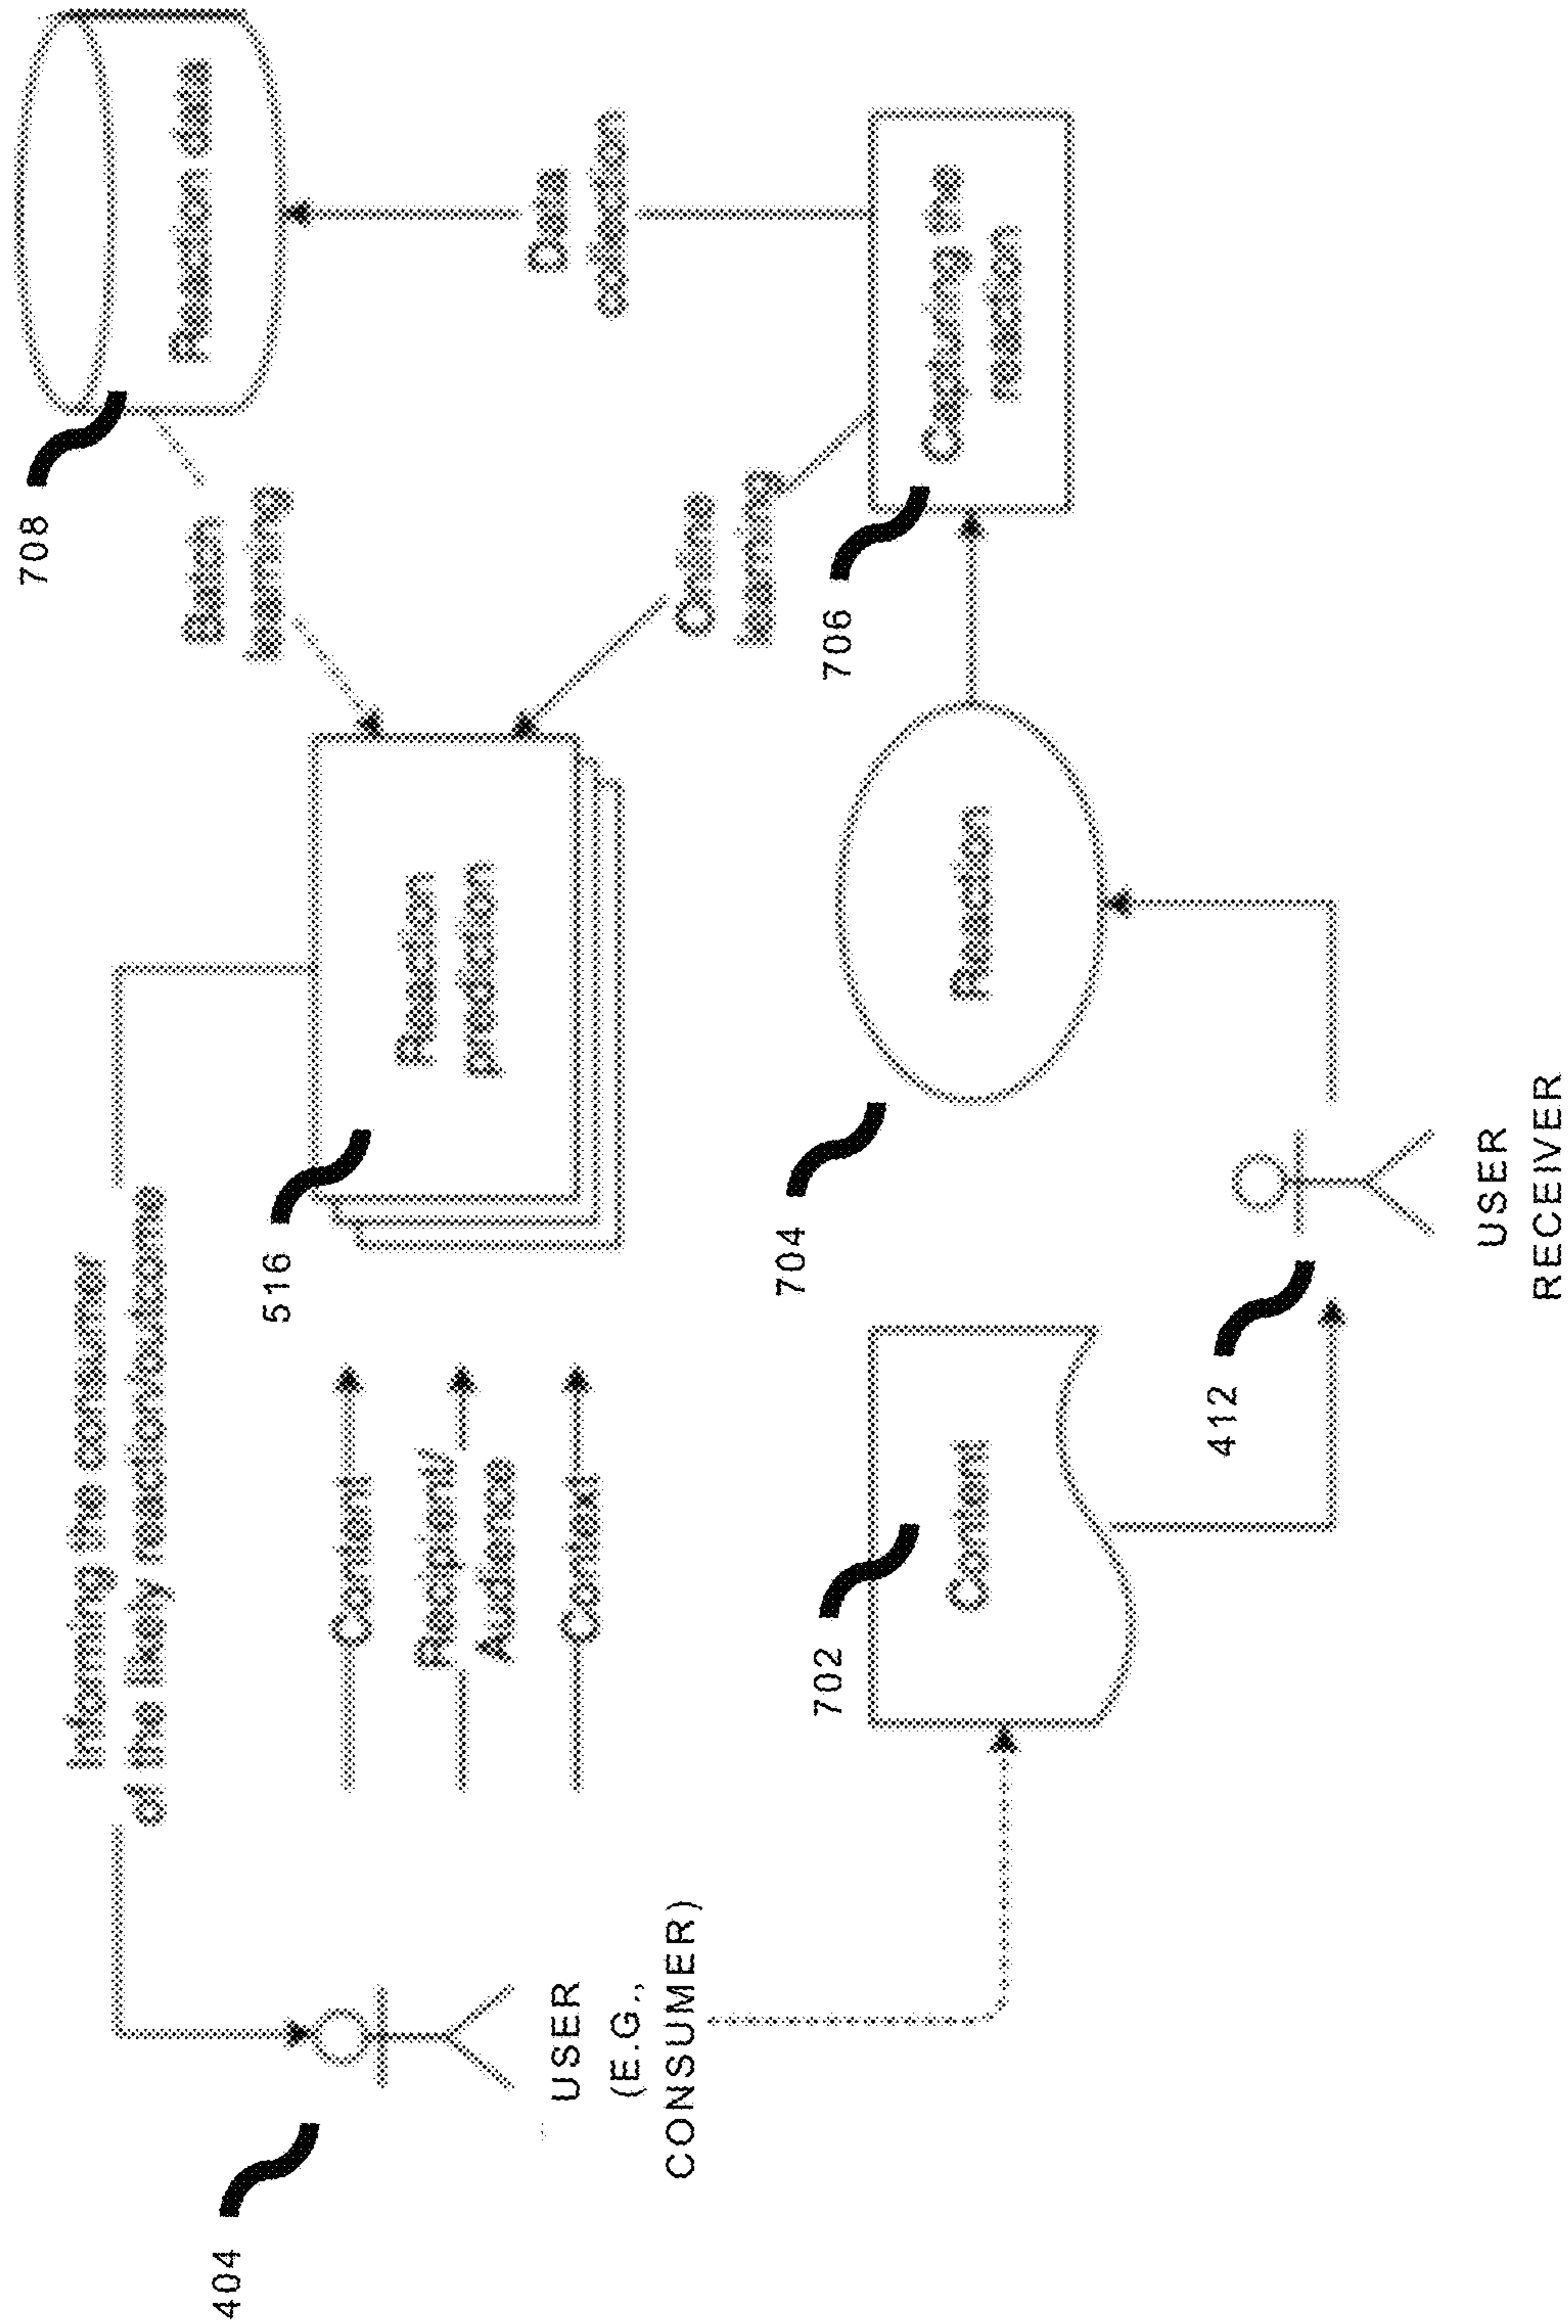 Informing the consumer
of the likely reaction/outcome
708
Reaction data
Batch
learning
516
Reaction
prediction
Content
Recipient/
Audience
Context
404
USER
(E.G.,
CONSUMER)
Online
learning
Data
collection
702
Content
704
Reaction
706
Capturing the
reaction
412
USER
RECEIVER